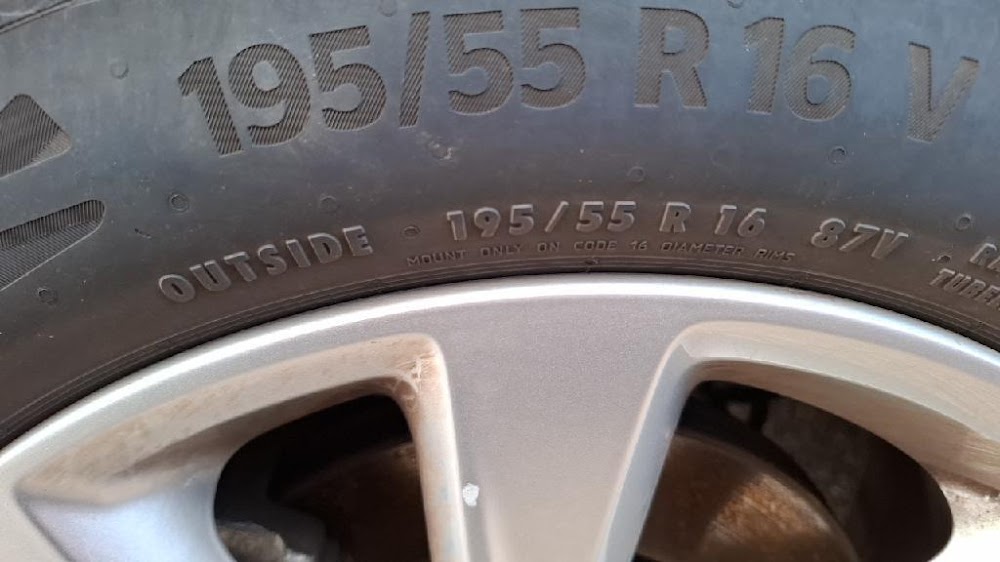 195/55 R 16 V
OUTSIDE 195/55 R 16 87V
MOUNT ONLY ON CODE 16 DIAMETER RIMS